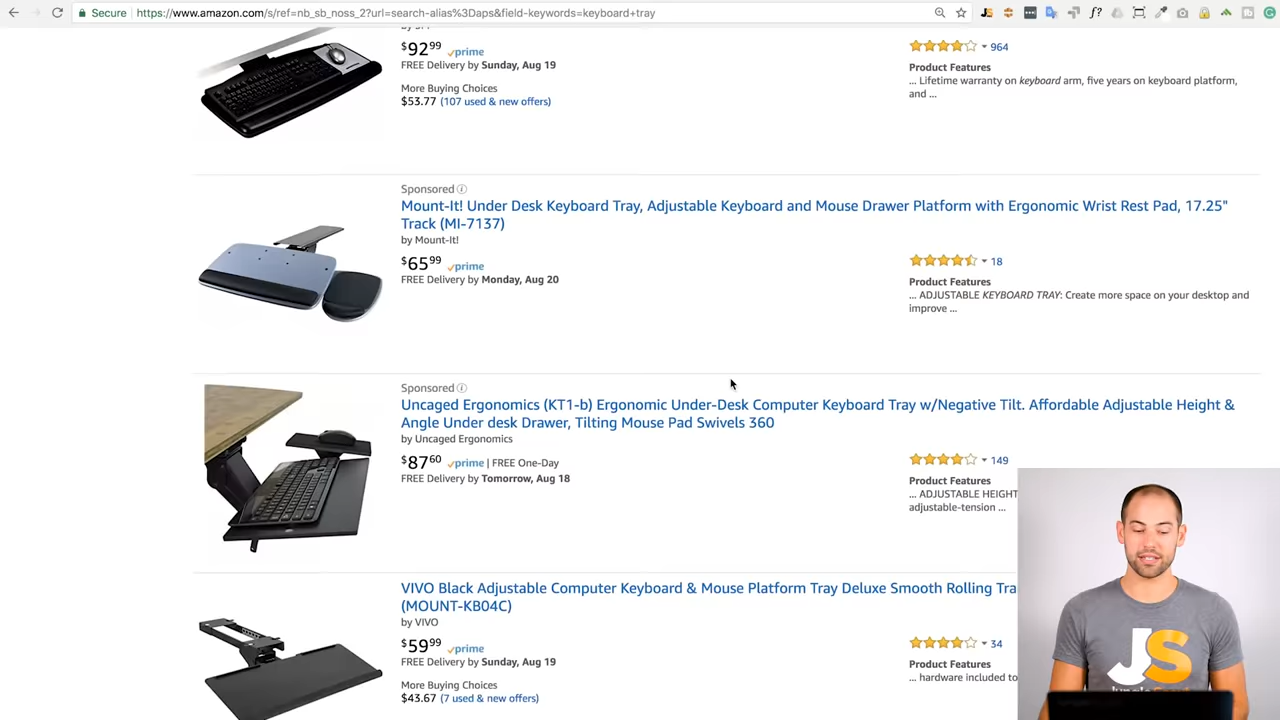 Secure
https://www.amazon.com/s/ref=nb_sb_noss_2?url=search-alias%3Daps&field-keywords=keyboard+tray
$92.99 prime
FREE Delivery by Sunday, Aug 19
More Buying Choices
$53.77 (107 used & new offers)
964
Product Features
... Lifetime warranty on keyboard arm, five years on keyboard platform,
and ...
Sponsored
Mount-It! Under Desk Keyboard Tray, Adjustable Keyboard and Mouse Drawer Platform with Ergonomic Wrist Rest Pad, 17.25"
Track (MI-7137)
by Mount-It!
$65.99 prime
FREE Delivery by Monday, Aug 20
18
Product Features
... ADJUSTABLE KEYBOARD TRAY: Create more space on your desktop and
improve ...
Sponsored
Uncaged Ergonomics (KT1-b) Ergonomic Under-Desk Computer Keyboard Tray w/Negative Tilt. Affordable Adjustable Height &
Angle Under desk Drawer, Tilting Mouse Pad Swivels 360
by Uncaged Ergonomics
$87.60 prime | FREE One-Day
FREE Delivery by Tomorrow, Aug 18
149
Product Features
... ADJUSTABLE HEIGHT
adjustable-tension ...
VIVO Black Adjustable Computer Keyboard & Mouse Platform Tray Deluxe Smooth Rolling Tra
(MOUNT-KB04C)
by VIVO
$59.99 prime
FREE Delivery by Sunday, Aug 19
More Buying Choices
$43.67 (7 used & new offers)
34
Product Features
... hardware included to
JS